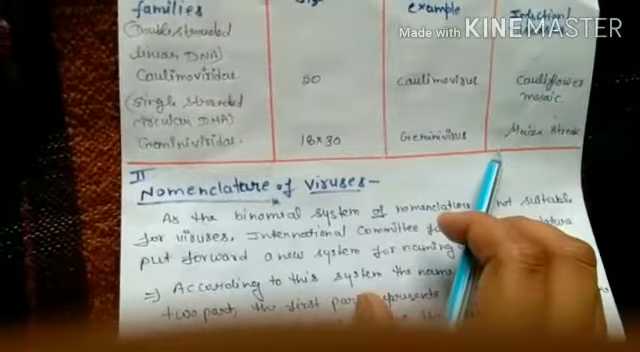 families example
Made with KINEMASTER
(Double stranded
linear DNA)
Caulimoviridae 50 Caulimovirus Cauliflower
mosaic
(single stranded
circular DNA)
Geminiviridae. 18×30 Geminivirus Maize streak
II
Nomenclature of viruses-
As the binomial system of nomenclature not suitable
for viruses, International Committee
put forward a new system for naming
⇒ According to this system the name
two part, the first part represents